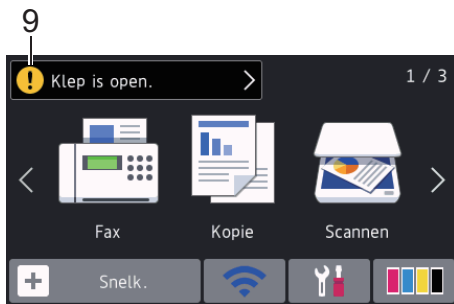 9
Klep is open.
1 / 3
Fax
Kopie
Scannen
Snelk.